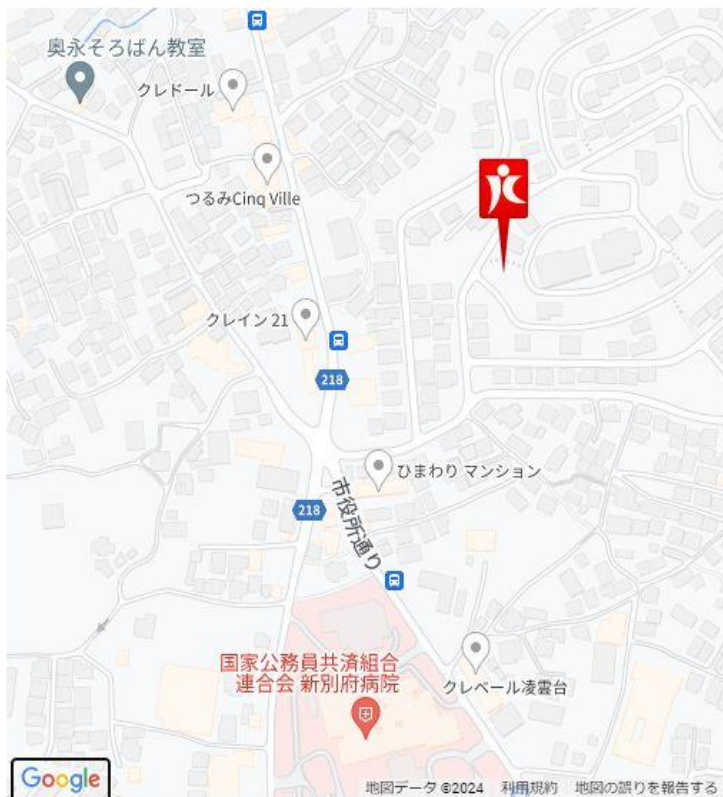 奥永そろばん教室
クレドール
つるみCinq Ville
クレイン 21
218
ひまわり マンション
218
市役所通り
国家公務員共済組合
連合会 新別府病院
クレベール凌雲台
Google
地図データ ©2024 利用規約 地図の誤りを報告する